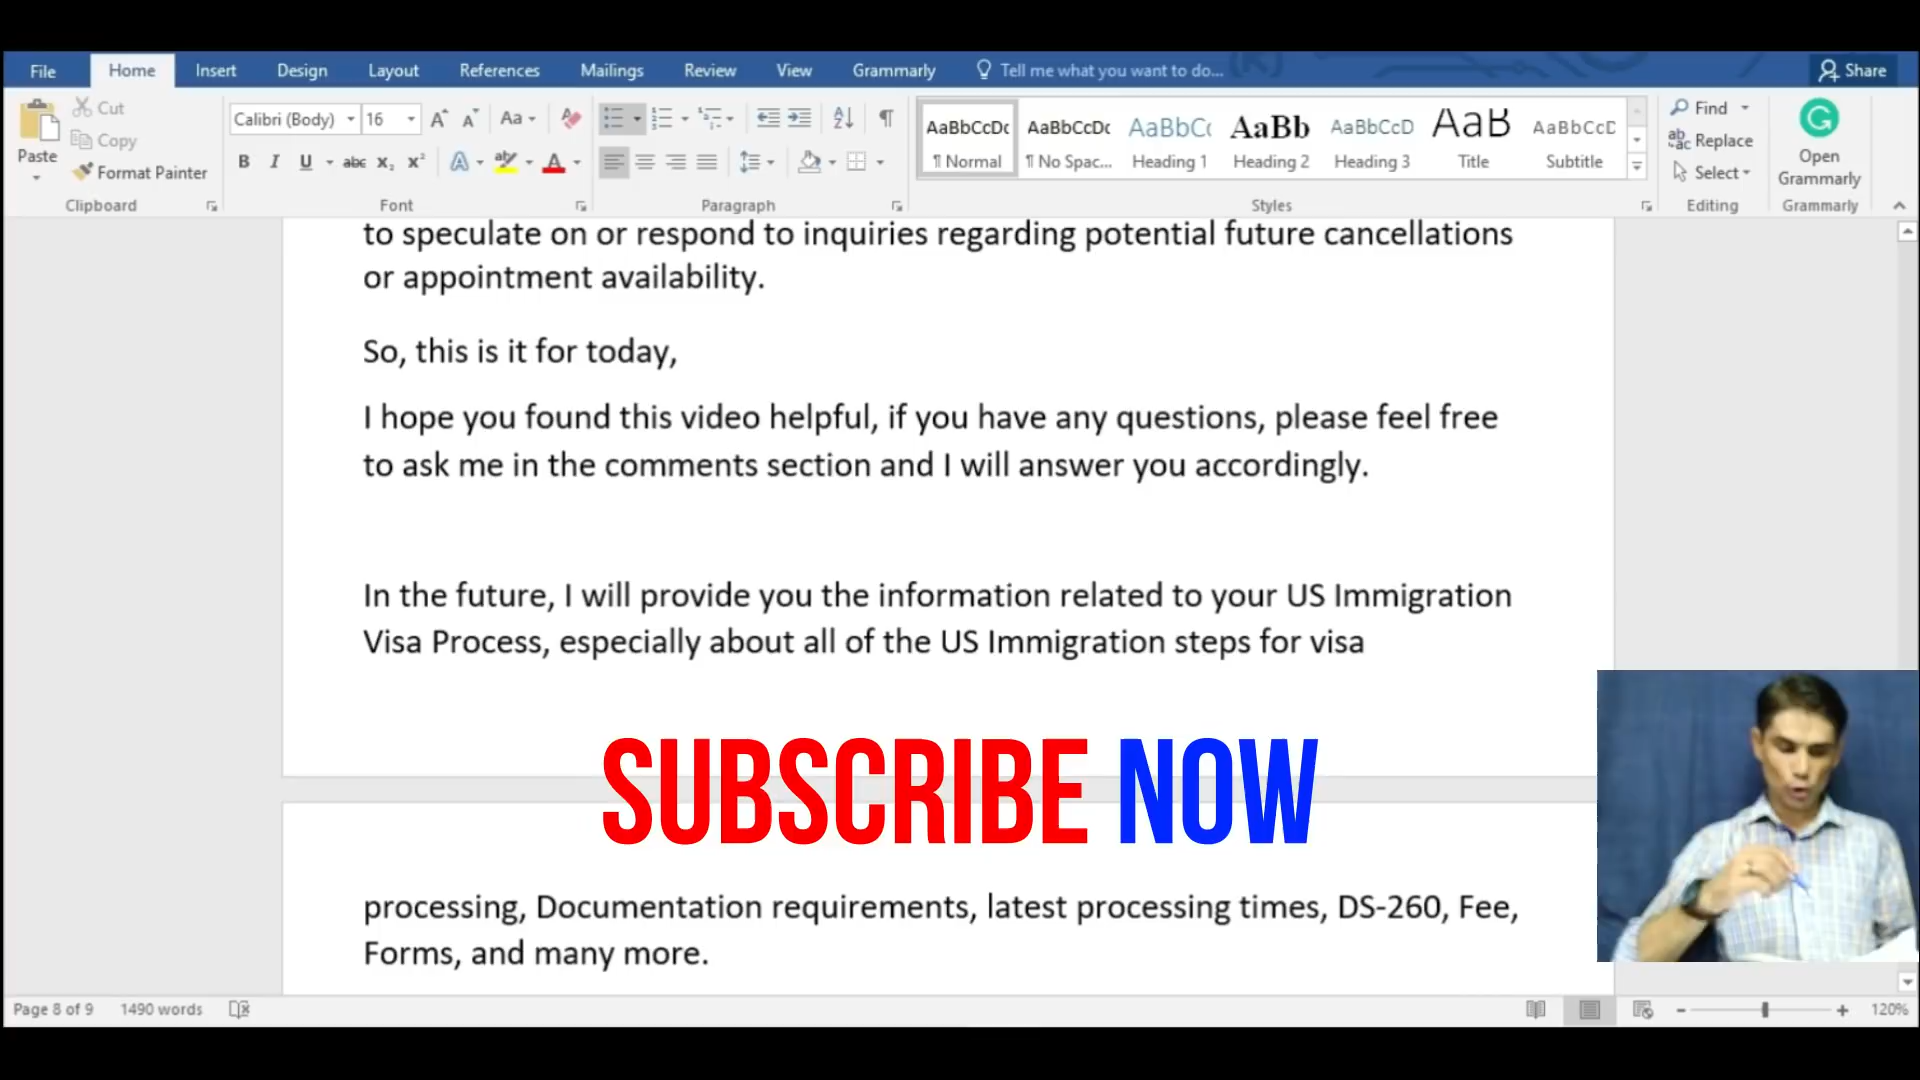 File Home Insert Design Layout References Mailings Review View Grammarly Tell me what you want to do... Share
Paste
Cut
Copy
Format Painter
Clipboard
Calibri (Body) 16 A A Aa
B I U abc x₂ x² A ab A
Font
Paragraph
AaBbCcDc AaBbCcDc AaBbC AaBb AaBbCcD AaB AaBbCcD
¶ Normal ¶ No Spac... Heading 1 Heading 2 Heading 3 Title Subtitle
Styles
Find
Replace
Select
Editing
Open
Grammarly
Grammarly
to speculate on or respond to inquiries regarding potential future cancellations
or appointment availability.
So, this is it for today,
I hope you found this video helpful, if you have any questions, please feel free
to ask me in the comments section and I will answer you accordingly.
In the future, I will provide you the information related to your US Immigration
Visa Process, especially about all of the US Immigration steps for visa
SUBSCRIBE NOW
processing, Documentation requirements, latest processing times, DS-260, Fee,
Forms, and many more.
Page 8 of 9 1490 words 120%